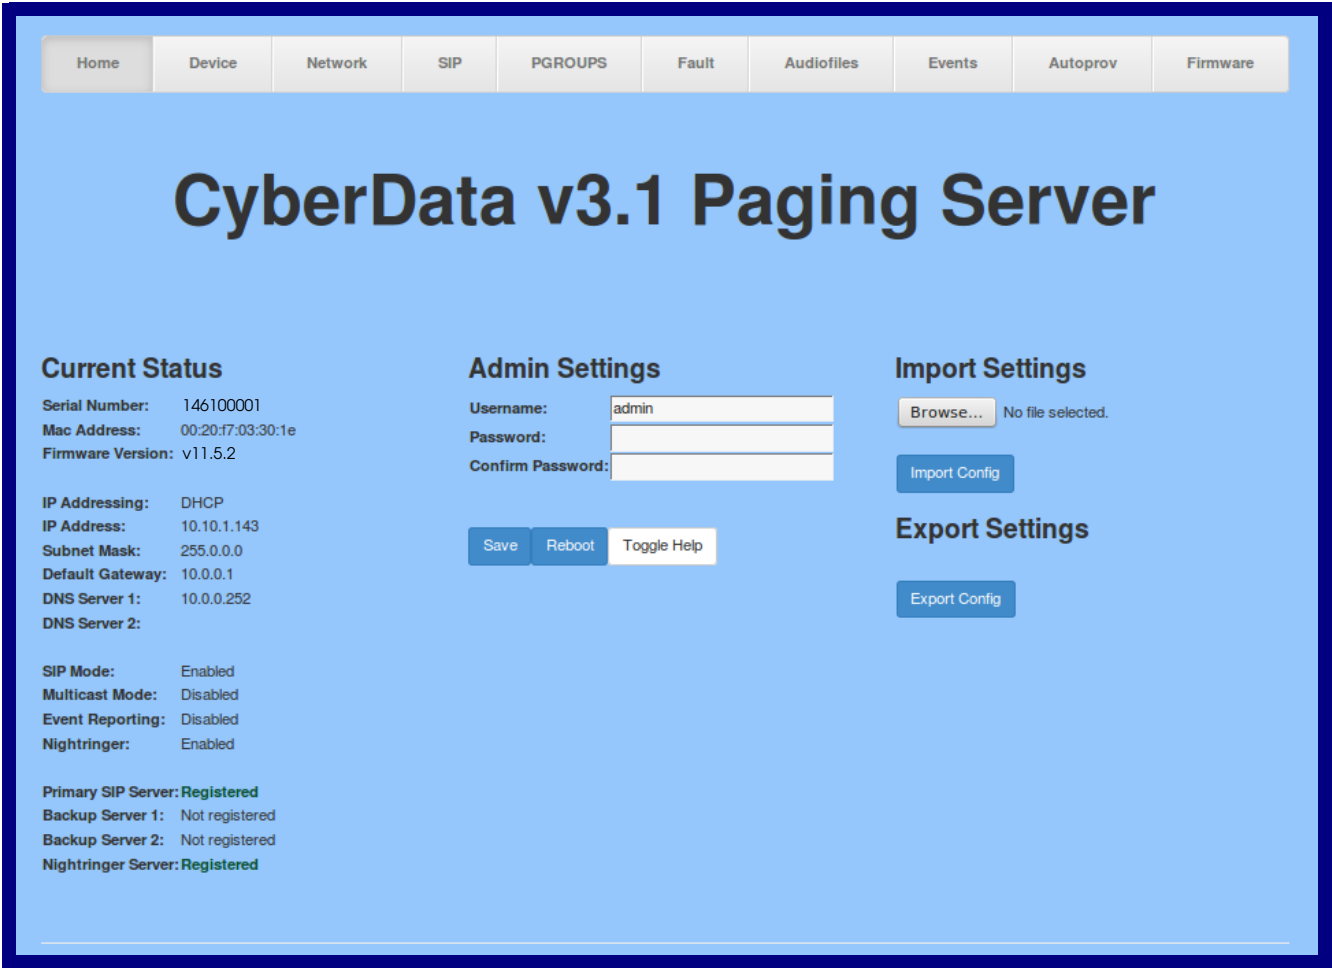 Home Device Network SIP PGROUPS Fault Audiofiles Events Autoprov Firmware
CyberData v3.1 Paging Server
Current Status
Serial Number: 146100001
Mac Address: 00:20:f7:03:30:1e
Firmware Version: v11.5.2
IP Addressing: DHCP
IP Address: 10.10.1.143
Subnet Mask: 255.0.0.0
Default Gateway: 10.0.0.1
DNS Server 1: 10.0.0.252
DNS Server 2:
SIP Mode: Enabled
Multicast Mode: Disabled
Event Reporting: Disabled
Nightringer: Enabled
Primary SIP Server: Registered
Backup Server 1: Not registered
Backup Server 2: Not registered
Nightringer Server: Registered
Admin Settings
Username: admin
Password:
Confirm Password:
Save Reboot Toggle Help
Import Settings
Browse... No file selected.
Import Config
Export Settings
Export Config